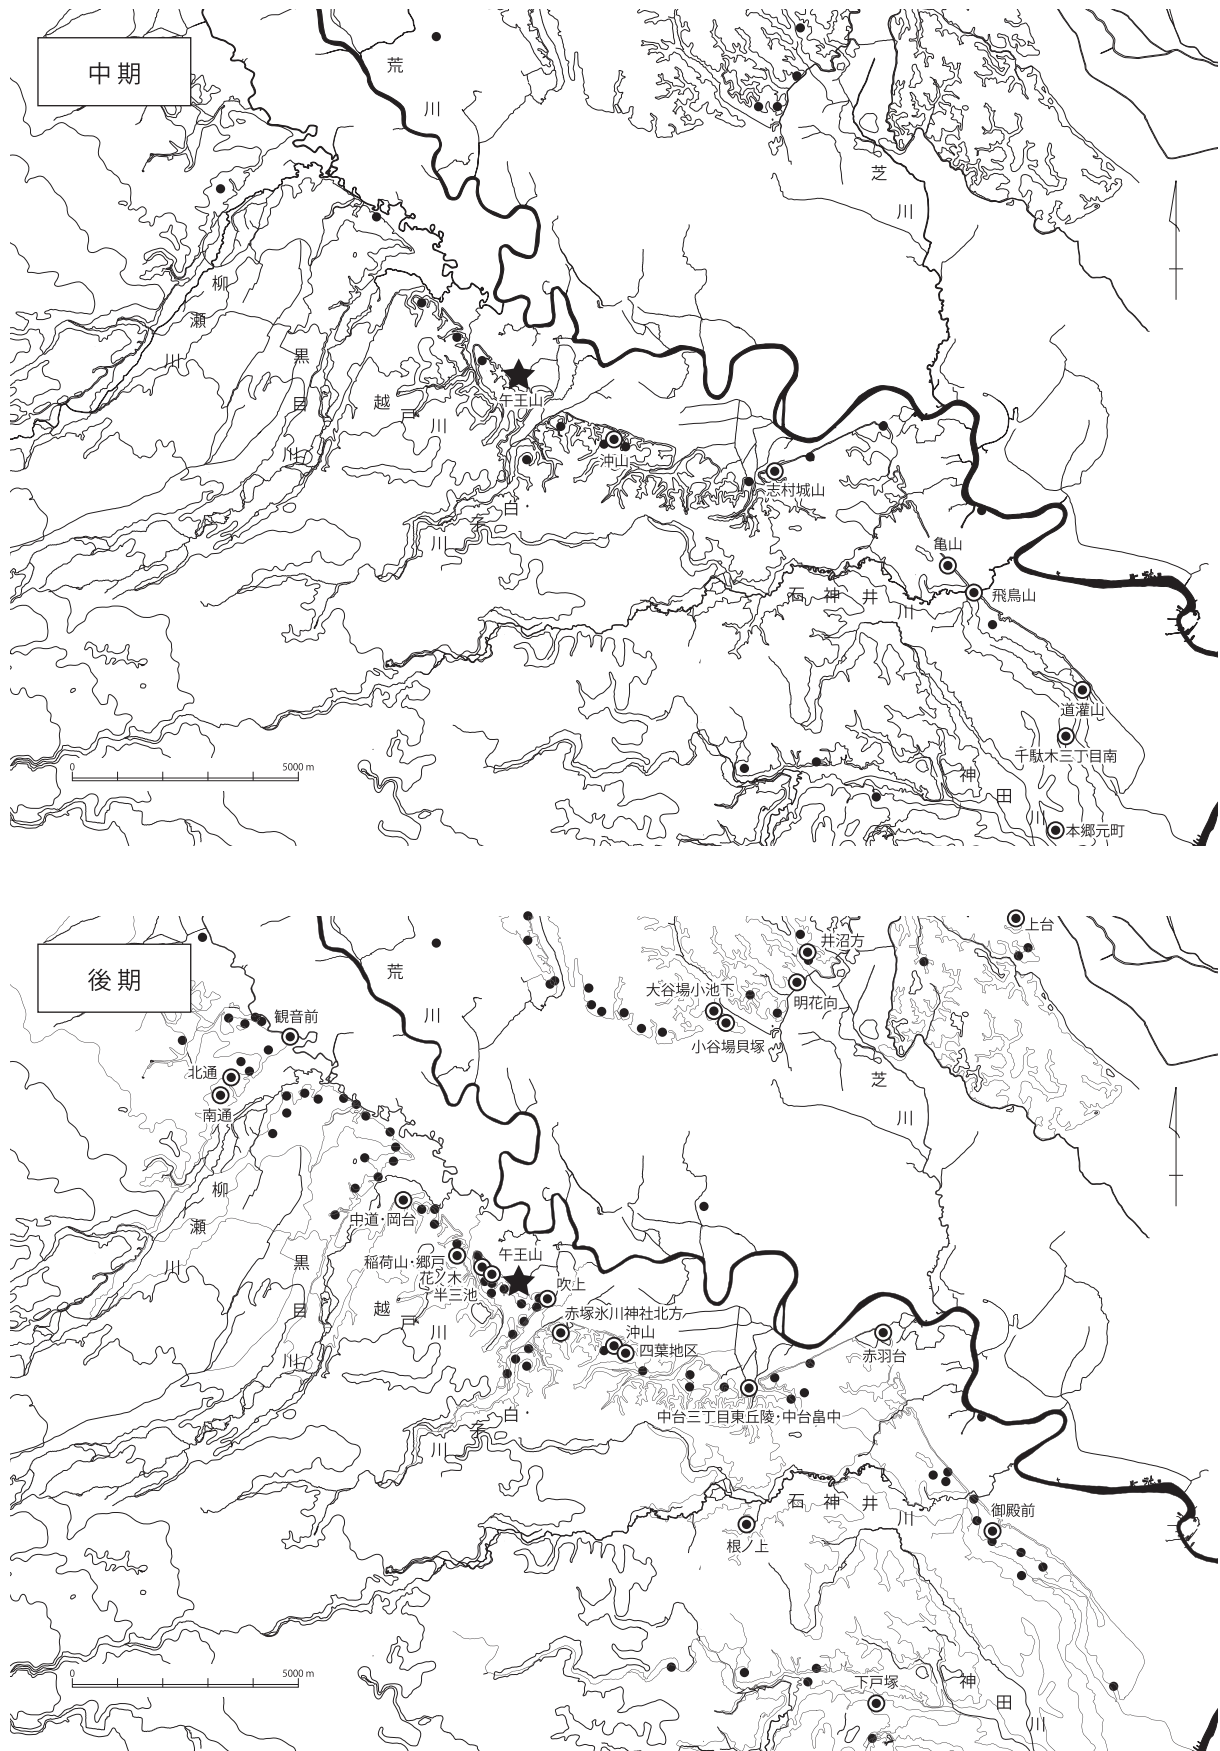 中期
荒
川
芝
川
柳
瀬
川
黒
目
川
越
戸
川
午王山
沖山
志村城山
白
子
川
亀山
飛鳥山
石
神
井
川
道灌山
千駄木三丁目南
神
田
川
本郷元町
0
5000 m
後期
荒
川
上台
井沼方
大谷場小池下
明花向
小谷場貝塚
観音前
北通
南通
芝
川
柳
瀬
川
中道・岡台
稲荷山・郷戸
花ノ木
半三池
午王山
吹上
黒
目
川
越
戸
川
赤塚氷川神社北方
沖山
四葉地区
赤羽台
中台三丁目東丘陵・中台畠中
白
子
川
石
神
井
川
御殿前
根ノ上
下戸塚
神
田
川
0
5000 m